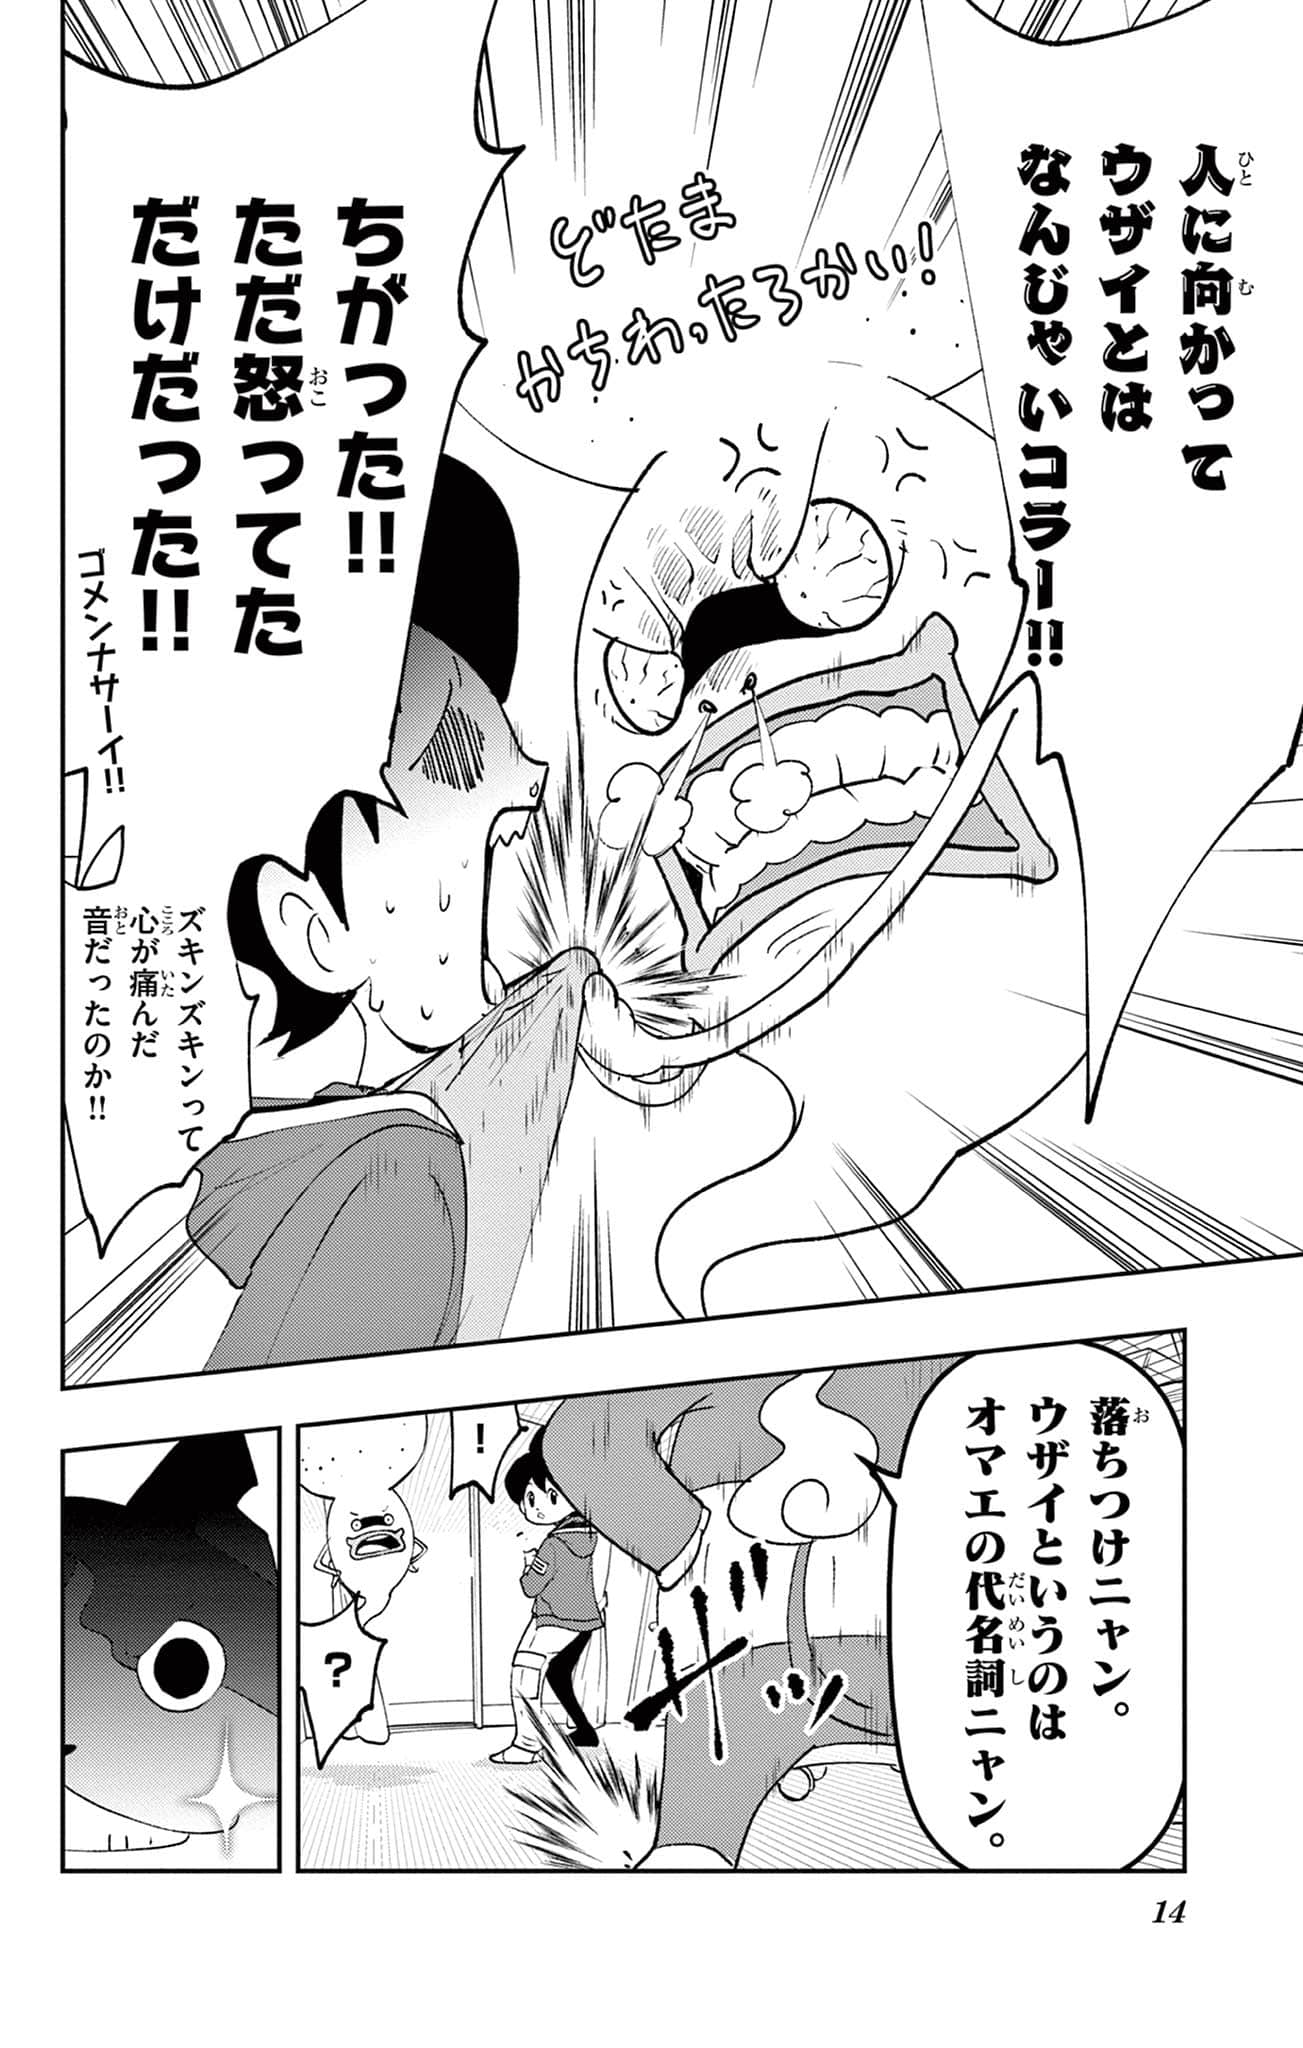 人に向かって
ウザイとは
なんじゃいコラー!!
どたま
かちわったろかい!
ちがった!!
ただ怒ってた
だけだった!!
ゴメンナサーイ!!
ズキンズキンって
心が痛んだ
音だったのか!!
落ちつけニャン。
ウザイというのは
オマエの代名詞ニャン。
ザッ
!
?
14